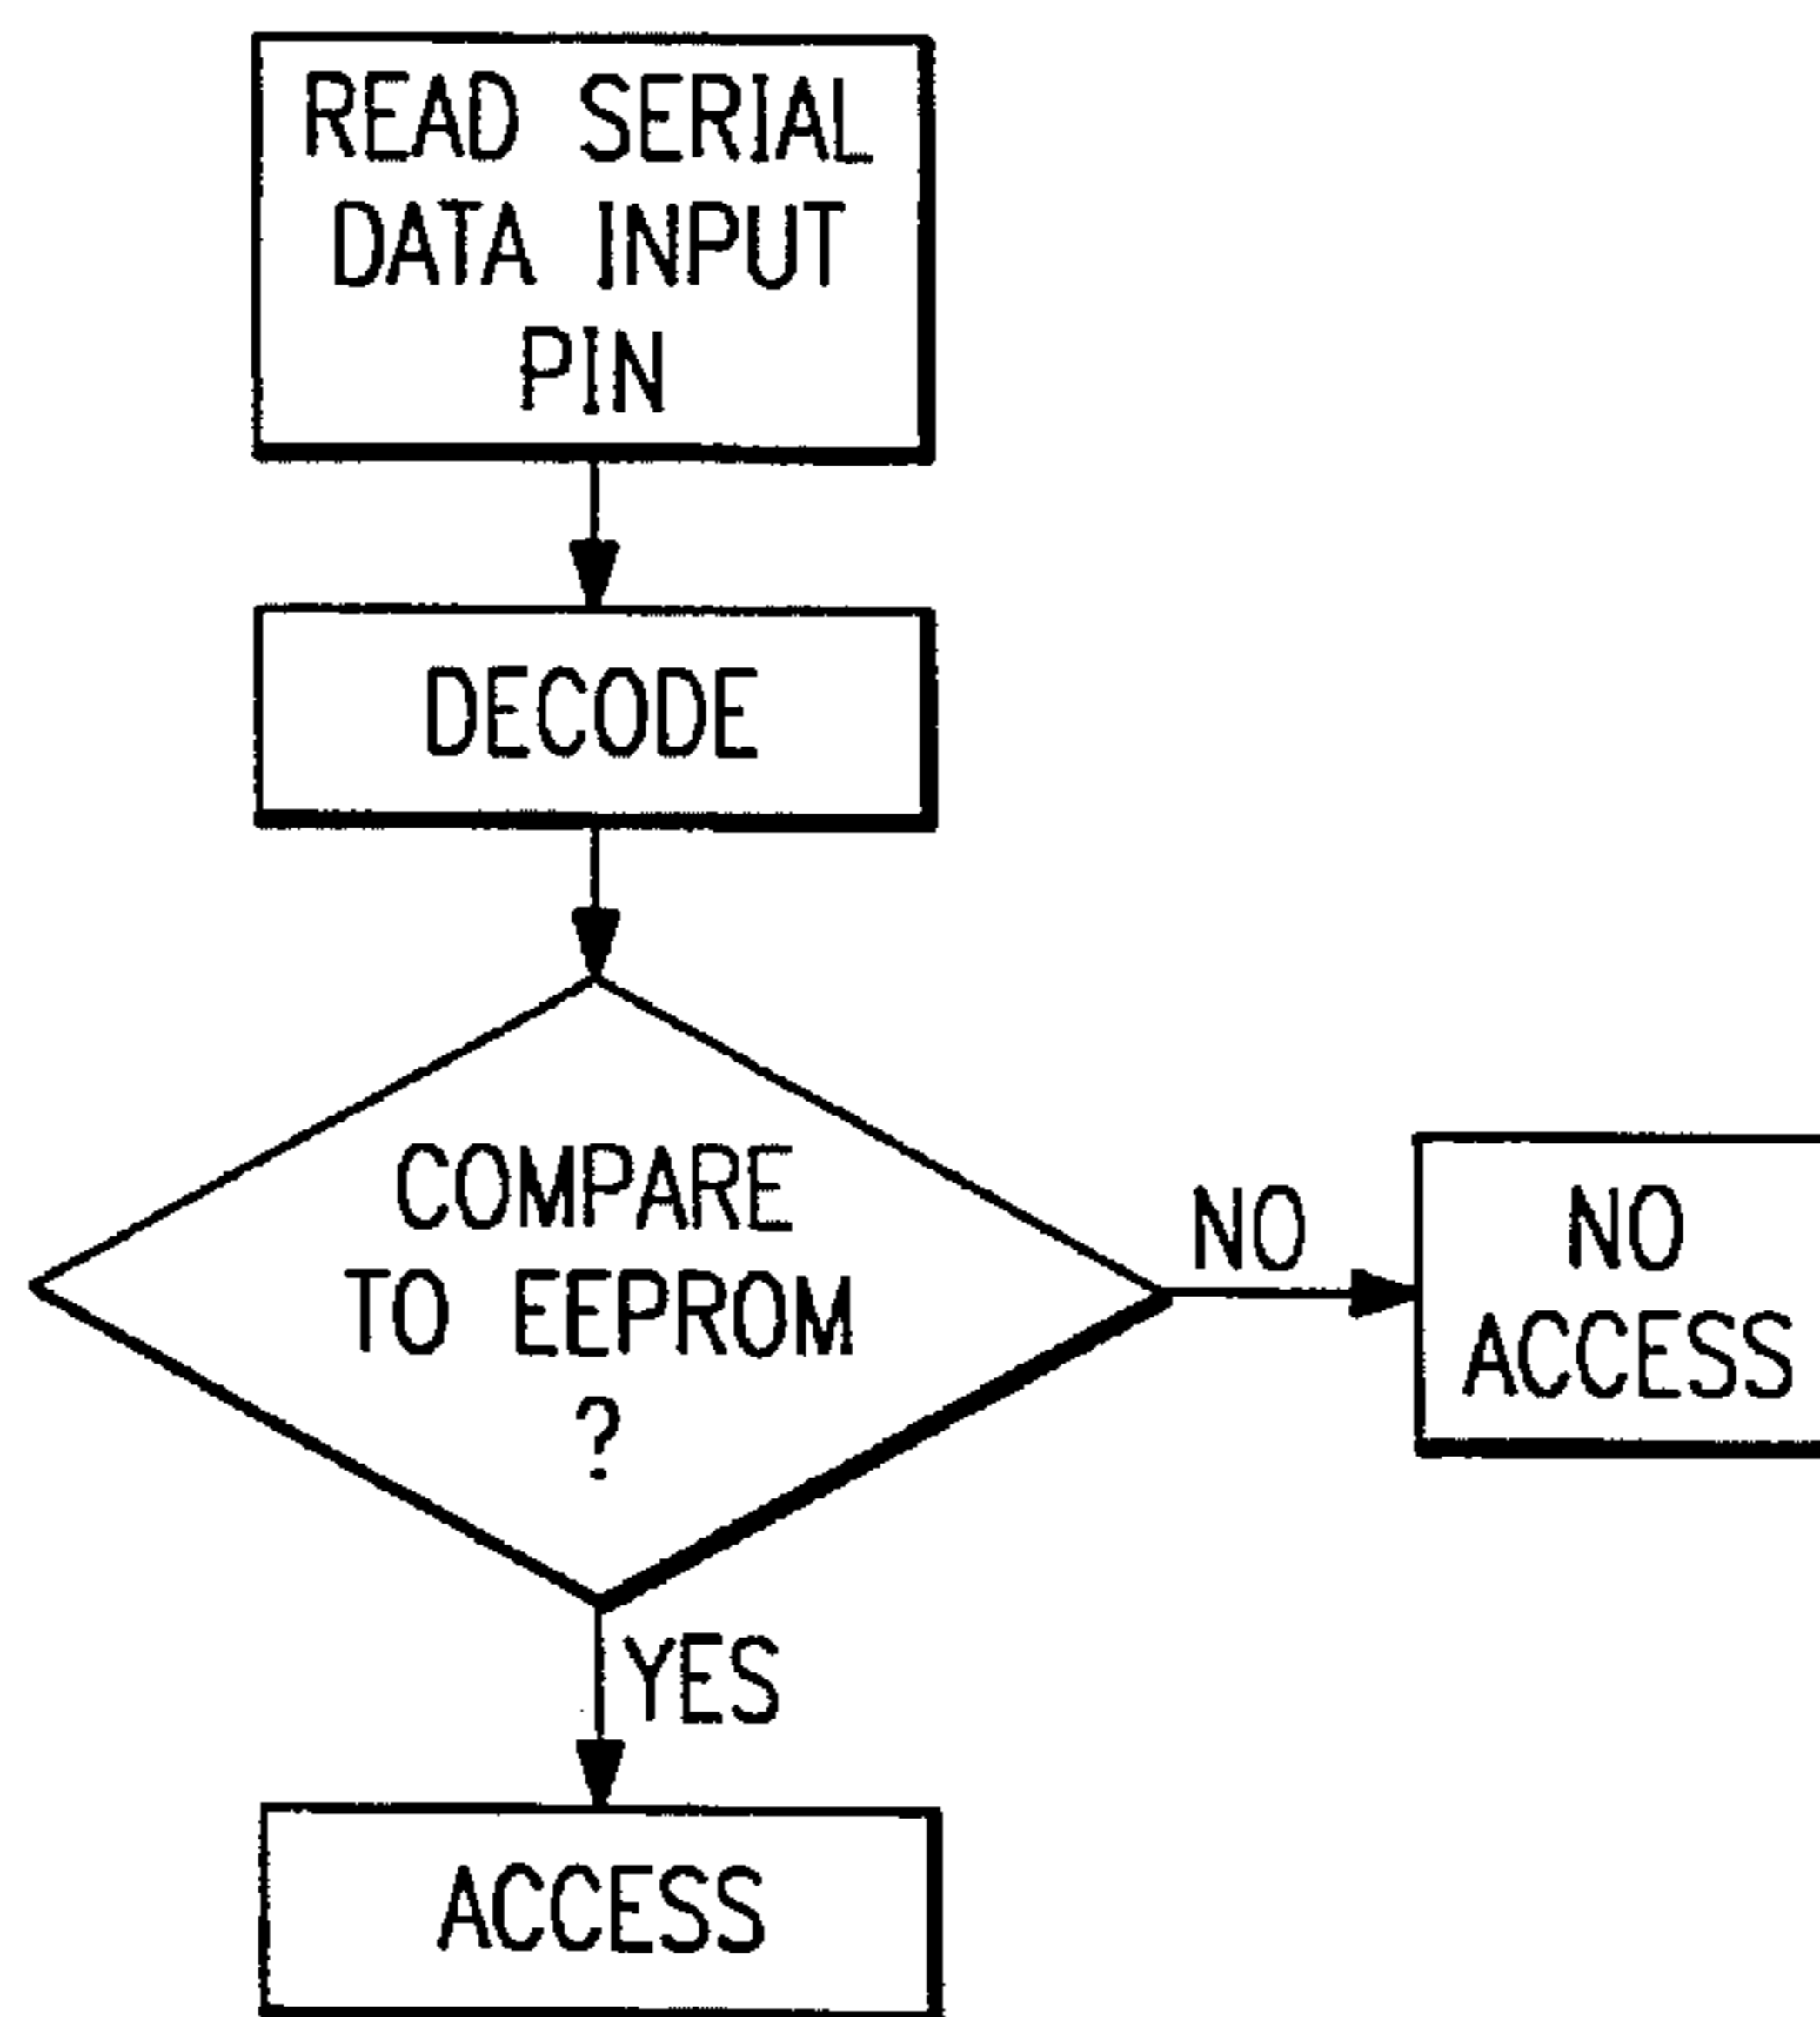 READ SERIAL
DATA INPUT
PIN
DECODE
COMPARE
TO EEPROM
?
NO
NO
ACCESS
YES
ACCESS